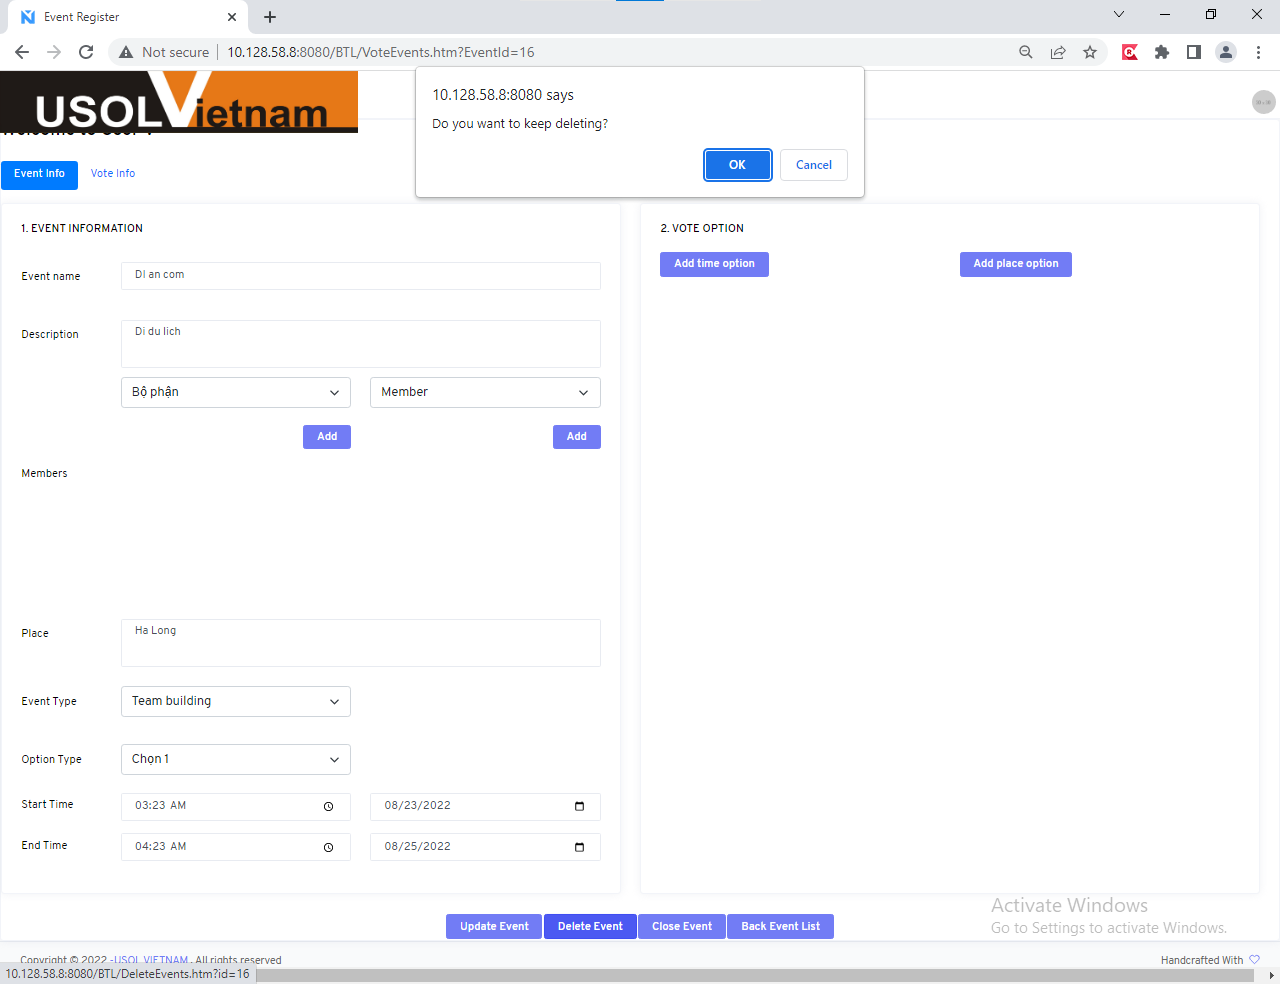 Event Register
Not secure
10.128.58.8:8080/BTL/VoteEvents.htm?EventId=16
USOL Vietnam
10.128.58.8:8080 says
Do you want to keep deleting?
OK
Cancel
Event Info
Vote Info
1. EVENT INFORMATION
Event name
DI an com
Description
Di du lich
Bộ phận
Member
Add
Add
Members
Place
Ha Long
Event Type
Team building
Option Type
Chọn 1
Start Time
03:23 AM
08/23/2022
End Time
04:23 AM
08/25/2022
2. VOTE OPTION
Add time option
Add place option
Update Event
Delete Event
Close Event
Back Event List
Activate Windows
Go to Settings to activate Windows.
Copyright © 2022 -USOL VIETNAM . All rights reserved
Handcrafted With
10.128.58.8:8080/BTL/DeleteEvents.htm?id=16